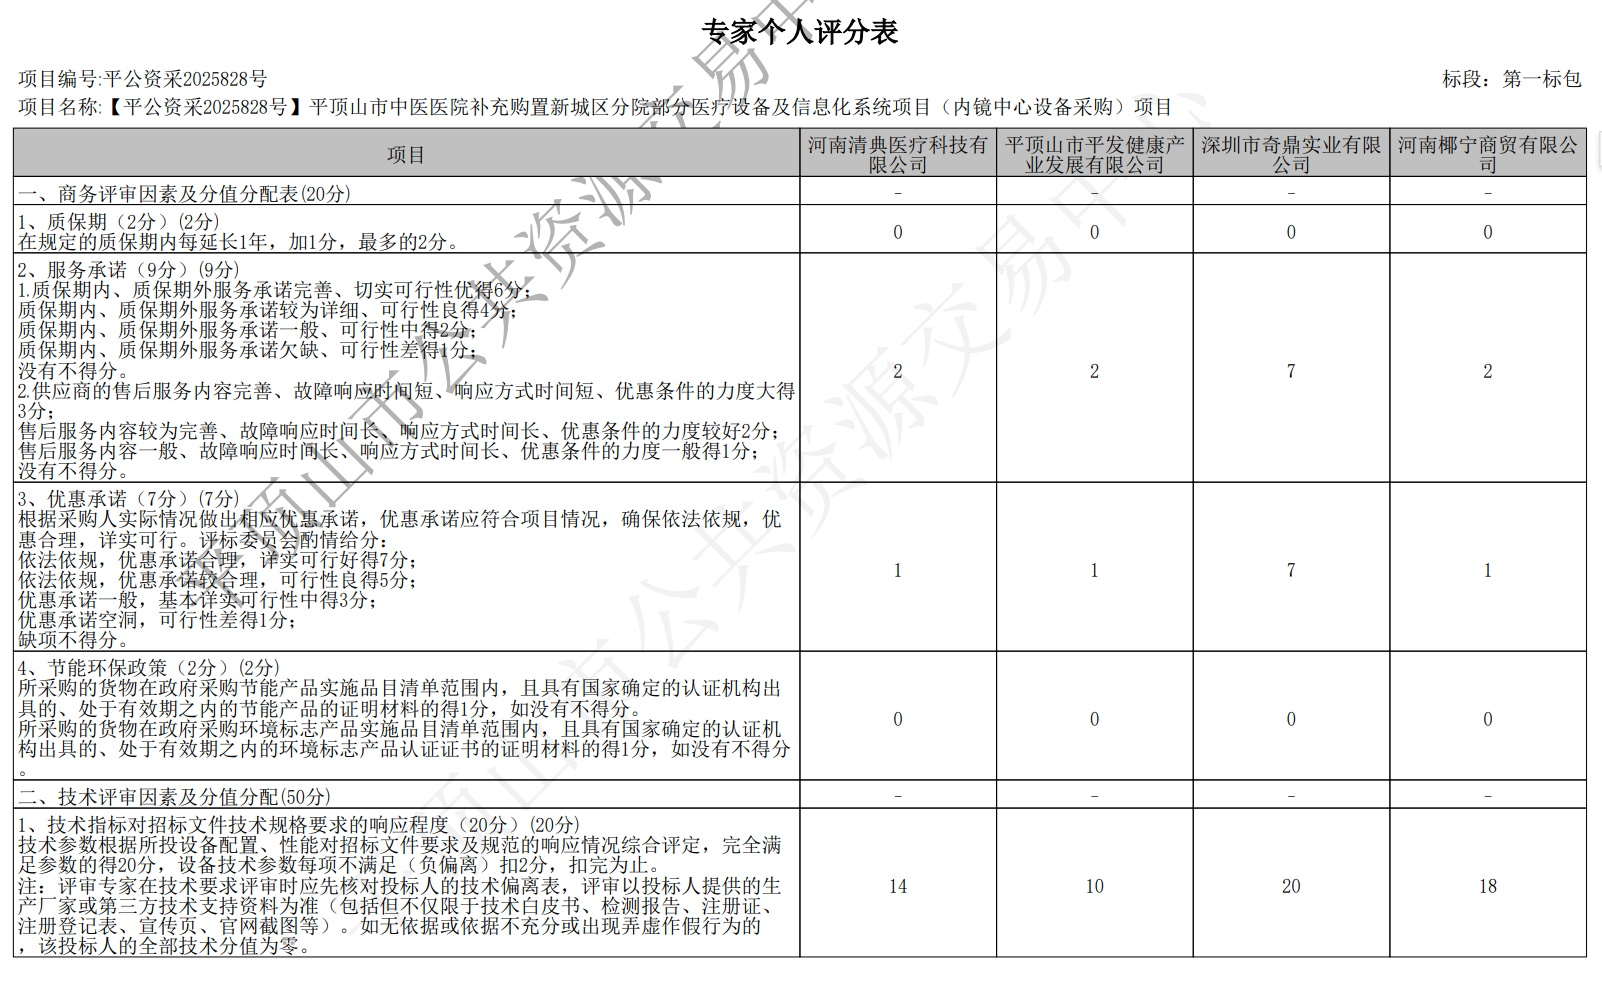 专家个人评分表
项目编号:平公资采2025828号
标段：第一标包
项目名称:【平公资采2025828号】平顶山市中医医院补充购置新城区分院部分医疗设备及信息化系统项目（内镜中心设备采购）项目
项目
河南清典医疗科技有
限公司
平顶山市平发健康产
业发展有限公司
深圳市奇鼎实业有限
公司
河南椰宁商贸有限公
司
一、商务评审因素及分值分配表(20分)
-
-
-
-
1、质保期（2分）(2分)
在规定的质保期内每延长1年，加1分，最多的2分。
0
0
0
0
2、服务承诺（9分）(9分)
1.质保期内、质保期外服务承诺完善、切实可行性优得6分；
质保期内、质保期外服务承诺较为详细、可行性良得4分；
质保期内、质保期外服务承诺一般、可行性中得2分；
质保期内、质保期外服务承诺欠缺、可行性差得1分；
没有不得分。
2.供应商的售后服务内容完善、故障响应时间短、响应方式时间短、优惠条件的力度大得
3分；
售后服务内容较为完善、故障响应时间长、响应方式时间长、优惠条件的力度较好2分；
售后服务内容一般、故障响应时间长、响应方式时间长、优惠条件的力度一般得1分；
没有不得分。
2
2
7
2
3、优惠承诺（7分）(7分)
根据采购人实际情况做出相应优惠承诺，优惠承诺应符合项目情况，确保依法依规，优
惠合理，详实可行。评标委员会酌情给分：
依法依规，优惠承诺合理，详实可行好得7分；
依法依规，优惠承诺较合理，可行性良得5分；
优惠承诺一般，基本详实可行性中得3分；
优惠承诺空洞，可行性差得1分；
缺项不得分。
1
1
7
1
4、节能环保政策（2分）(2分)
所采购的货物在政府采购节能产品实施品目清单范围内，且具有国家确定的认证机构出
具的、处于有效期之内的节能产品的证明材料的得1分，如没有不得分。
所采购的货物在政府采购环境标志产品实施品目清单范围内，且具有国家确定的认证机
构出具的、处于有效期之内的环境标志产品认证证书的证明材料的得1分，如没有不得分
。
0
0
0
0
二、技术评审因素及分值分配(50分)
-
-
-
-
1、技术指标对招标文件技术规格要求的响应程度（20分）(20分)
技术参数根据所投设备配置、性能对招标文件要求及规范的响应情况综合评定，完全满
足参数的得20分，设备技术参数每项不满足（负偏离）扣2分，扣完为止。
注：评审专家在技术要求评审时应先核对投标人的技术偏离表，评审以投标人提供的生
产厂家或第三方技术支持资料为准（包括但不仅限于技术白皮书、检测报告、注册证、
注册登记表、宣传页、官网截图等）。如无依据或依据不充分或出现弄虚作假行为的
，该投标人的全部技术分值为零。
14
10
20
18
平顶山市公共资源交易中
顶山市公共资源交易中心